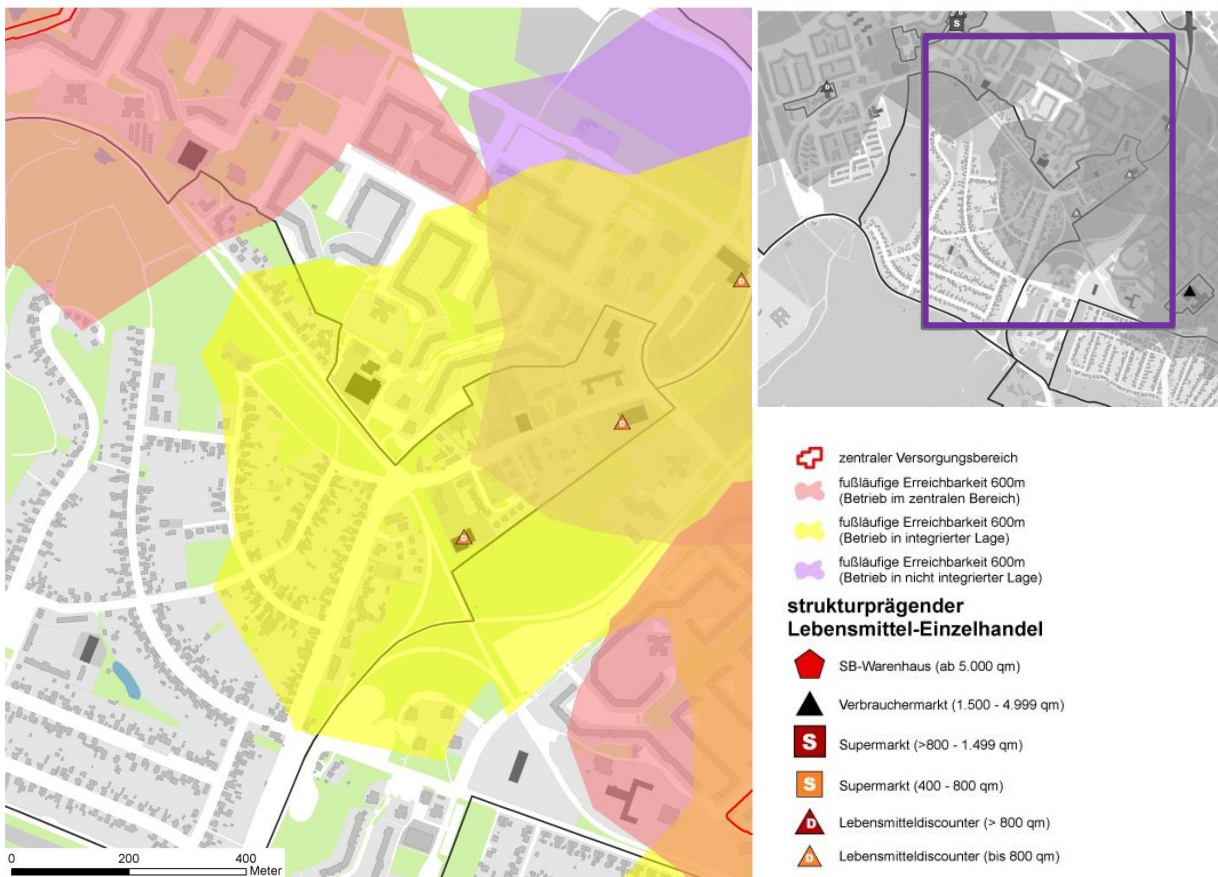 S
D
D
D
D
D
0 200 400
Meter
zentraler Versorgungsbereich
fußläufige Erreichbarkeit 600m
(Betrieb im zentralen Bereich)
fußläufige Erreichbarkeit 600m
(Betrieb in integrierter Lage)
fußläufige Erreichbarkeit 600m
(Betrieb in nicht integrierter Lage)
strukturprägender
Lebensmittel-Einzelhandel
SB-Warenhaus (ab 5.000 qm)
Verbrauchermarkt (1.500 - 4.999 qm)
S Supermarkt (>800 - 1.499 qm)
S Supermarkt (400 - 800 qm)
D Lebensmitteldiscounter (> 800 qm)
D Lebensmitteldiscounter (bis 800 qm)